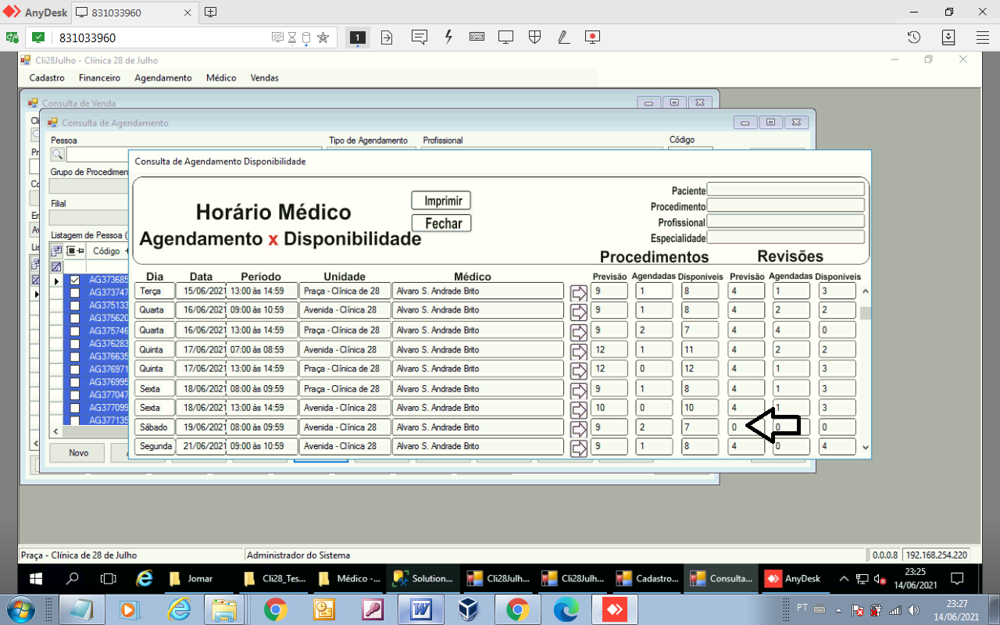 AnyDesk
831033960
831033960
1
Cli28Julho - Clínica 28 de Julho
Cadastro Financeiro Agendamento Médico Vendas
Consulta de Venda
Consulta de Agendamento
Pessoa
Tipo de Agendamento
Profissional
Código
Grupo de Procedimen
Filial
Listagem de Pessoa (
Código
AG373685
AG373747
AG375133
AG375620
AG375746
AG376283
AG376635
AG376971
AG376995
AG377047
AG377099
AG377135
Novo
Consulta de Agendamento Disponibilidade
Horário Médico
Agendamento x Disponibilidade
Imprimir
Fechar
Paciente
Procedimento
Profissional
Especialidade
Procedimentos Revisões
Dia Data Período Unidade Médico Previsão Agendadas Disponiveis Previsão Agendadas Disponiveis
Terça 15/06/2021 13:00 às 14:59 Praça - Clínica de 28 Alvaro S. Andrade Brito 9 1 8 4 1 3
Quarta 16/06/2021 09:00 às 10:59 Avenida - Clínica 28 Alvaro S. Andrade Brito 9 1 8 4 2 2
Quarta 16/06/2021 13:00 às 14:59 Praça - Clínica de 28 Alvaro S. Andrade Brito 9 2 7 4 4 0
Quinta 17/06/2021 07:00 às 08:59 Avenida - Clínica 28 Alvaro S. Andrade Brito 12 1 11 4 2 2
Quinta 17/06/2021 13:00 às 14:59 Praça - Clínica de 28 Alvaro S. Andrade Brito 12 0 12 4 1 3
Sexta 18/06/2021 08:00 às 09:59 Praça - Clínica de 28 Alvaro S. Andrade Brito 9 1 8 4 1 3
Sexta 18/06/2021 13:00 às 14:59 Avenida - Clínica 28 Alvaro S. Andrade Brito 10 0 10 4 1 3
Sábado 19/06/2021 08:00 às 09:59 Avenida - Clínica 28 Alvaro S. Andrade Brito 9 2 7 0 0 0
Segunda 21/06/2021 09:00 às 10:59 Avenida - Clínica 28 Alvaro S. Andrade Brito 9 1 8 4 0 4
Praça - Clínica de 28 de Julho
Administrador do Sistema
0.0.0.8
192.168.254.220
Jomar
Cli28_Tes...
Médico -...
Solution...
Cli28Julh...
Cli28Julh...
Cadastro...
Consulta...
AnyDesk
23:25
14/06/2021
PT
23:27
14/06/2021